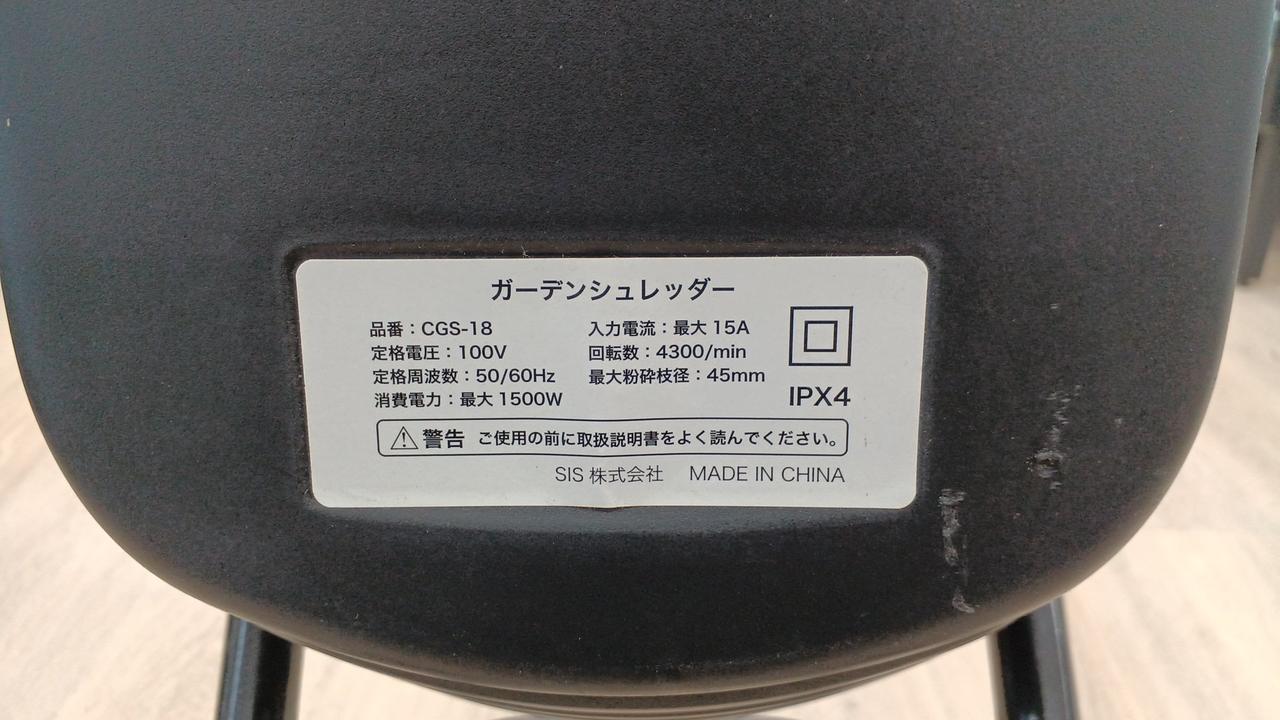 ガーデンシュレッダー
品番：CGS-18
定格電圧：100V
定格周波数：50/60Hz
消費電力：最大 1500W
入力電流：最大 15A
回転数：4300/min
最大粉砕枝径：45mm
IPX4
警告 ご使用の前に取扱説明書をよく読んでください。
SIS 株式会社 MADE IN CHINA